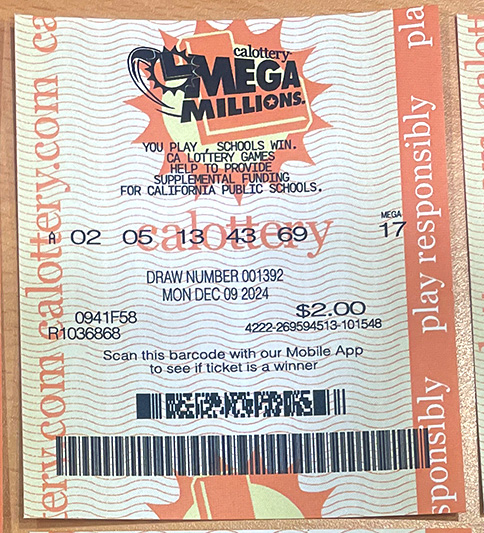 calottery
MEGA
MILLIONS.
YOU PLAY. SCHOOLS WIN.
CA LOTTERY GAMES
HELP TO PROVIDE
SUPPLEMENTAL FUNDING
FOR CALIFORNIA PUBLIC SCHOOLS.
calottery
MEGA
A 02 05 13 43 69 17
DRAW NUMBER 001392
MON DEC 09 2024
0941F58 $2.00
R1036868 4222-269594513-101548
Scan this barcode with our Mobile App
to see if ticket is a winner
calottery.com
play responsibly